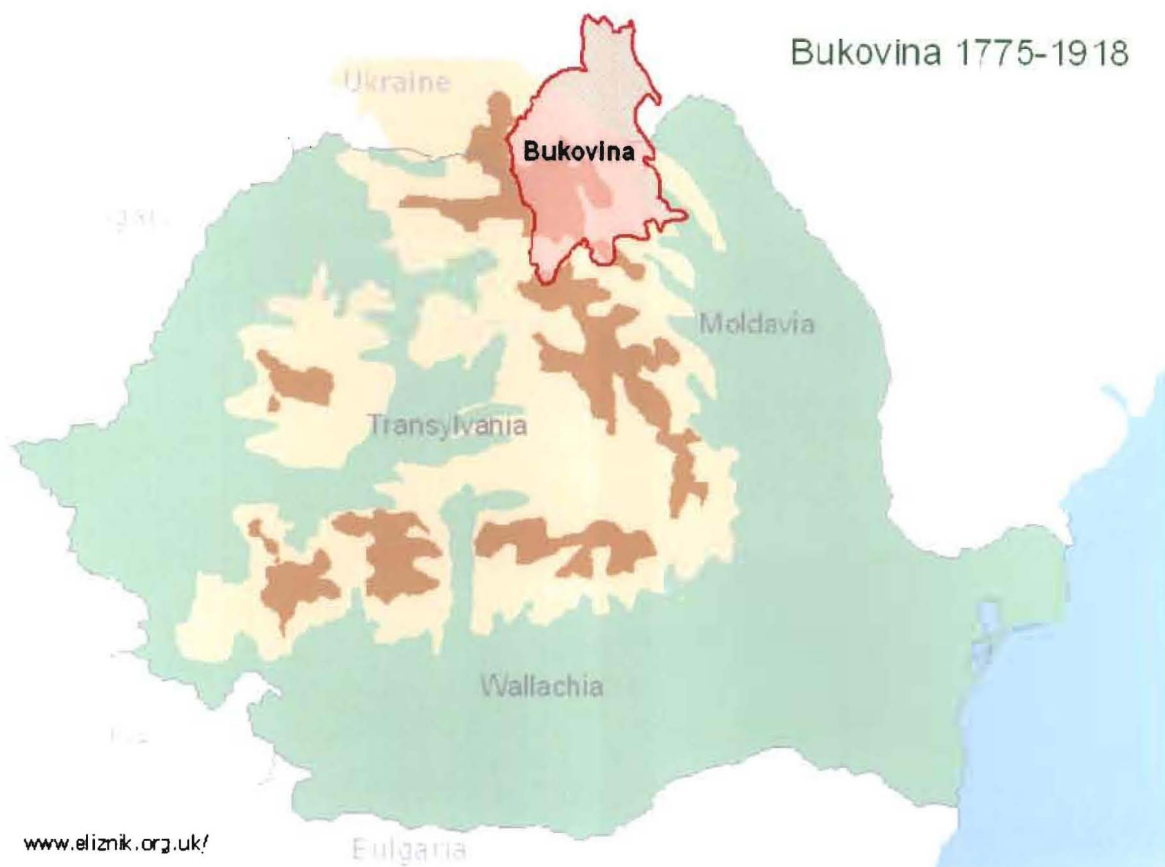 Bukovina 1775-1918
Ukraine
Bukovina
Moldavia
Transylvania
Wallachia
www.eliznik.org.uk/
Bulgaria